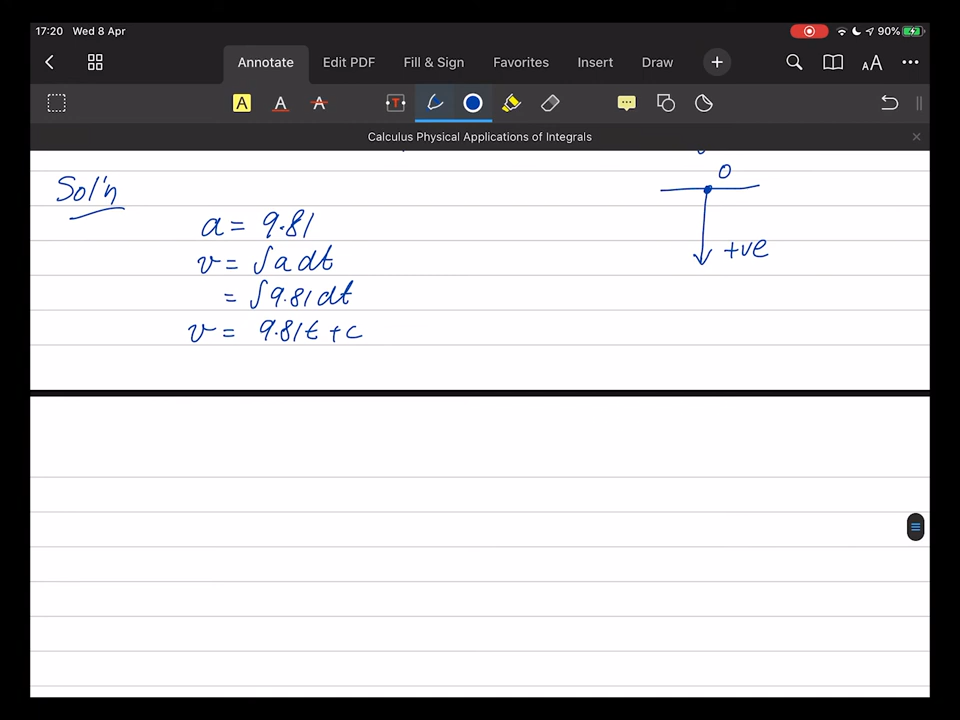 17:20 Wed 8 Apr 90%
Annotate Edit PDF Fill & Sign Favorites Insert Draw
Calculus Physical Applications of Integrals
Sol'n
0
+ve
a = 9.81
v = ∫a dt
= ∫9.81 dt
v = 9.81t + c